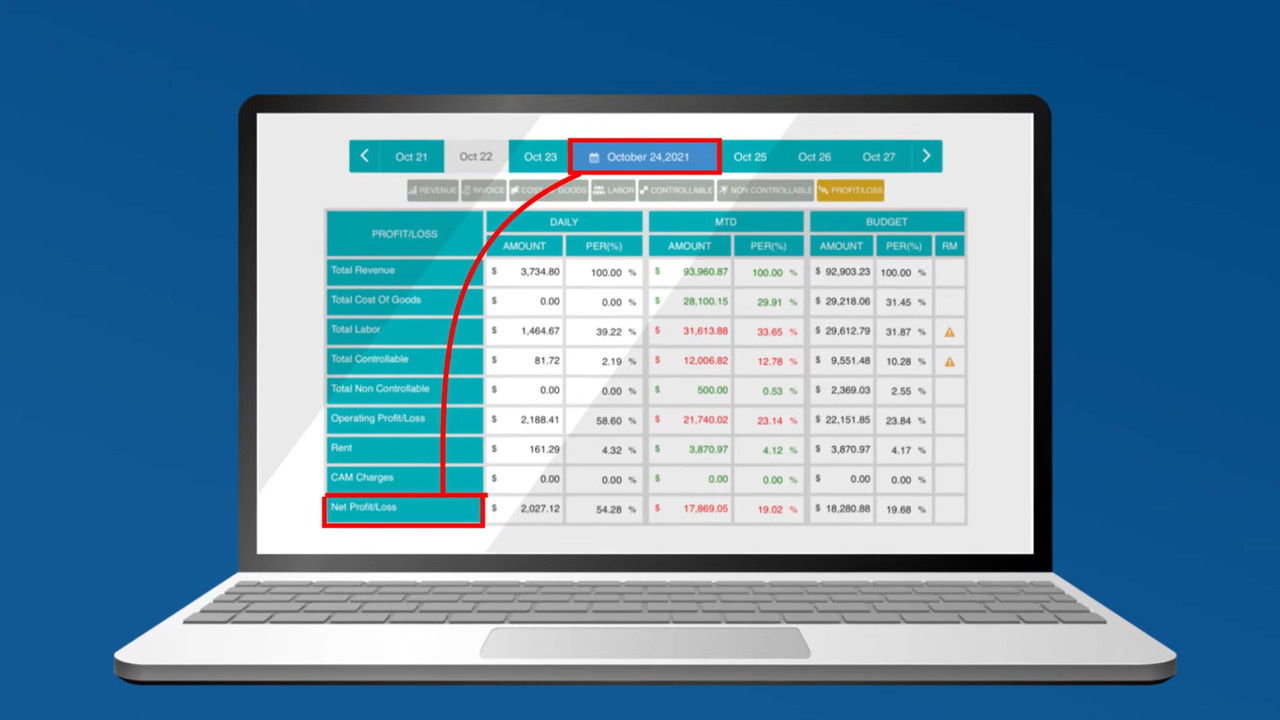 Oct 21 Oct 22 Oct 23 October 24,2021 Oct 25 Oct 26 Oct 27
REVENUE INVOICE COST OF GOODS LABOR CONTROLLABLE NON CONTROLLABLE PROFIT/LOSS
PROFIT/LOSS DAILY MTD BUDGET
AMOUNT PER(%) AMOUNT PER(%) AMOUNT PER(%) RM
Total Revenue $ 3,734.80 100.00 % $ 93,960.87 100.00 % $ 92,903.23 100.00 %
Total Cost Of Goods $ 0.00 0.00 % $ 28,100.15 29.91 % $ 29,218.06 31.45 %
Total Labor $ 1,464.67 39.22 % $ 31,613.88 33.65 % $ 29,612.79 31.87 %
Total Controllable $ 81.72 2.19 % $ 12,006.82 12.78 % $ 9,551.48 10.28 %
Total Non Controllable $ 0.00 0.00 % $ 500.00 0.53 % $ 2,369.03 2.55 %
Operating Profit/Loss $ 2,188.41 58.60 % $ 21,740.02 23.14 % $ 22,151.85 23.84 %
Rent $ 161.29 4.32 % $ 3,870.97 4.12 % $ 3,870.97 4.17 %
CAM Charges $ 0.00 0.00 % $ 0.00 0.00 % $ 0.00 0.00 %
Net Profit/Loss $ 2,027.12 54.28 % $ 17,869.05 19.02 % $ 18,280.88 19.68 %